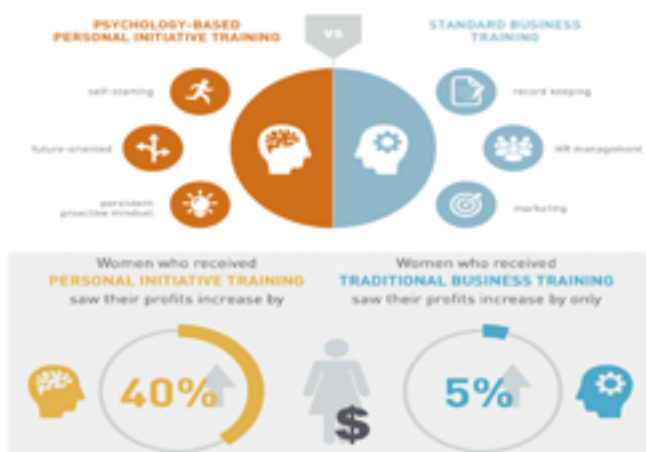 PSYCHOLOGY-BASED
PERSONAL INITIATIVE TRAINING
VS
STANDARD BUSINESS
TRAINING
self-starting
future-oriented
persistent
proactive mindset
record keeping
HR management
marketing
Women who received
PERSONAL INITIATIVE TRAINING
saw their profits increase by
40%
Women who received
TRADITIONAL BUSINESS TRAINING
saw their profits increase by only
5%
$